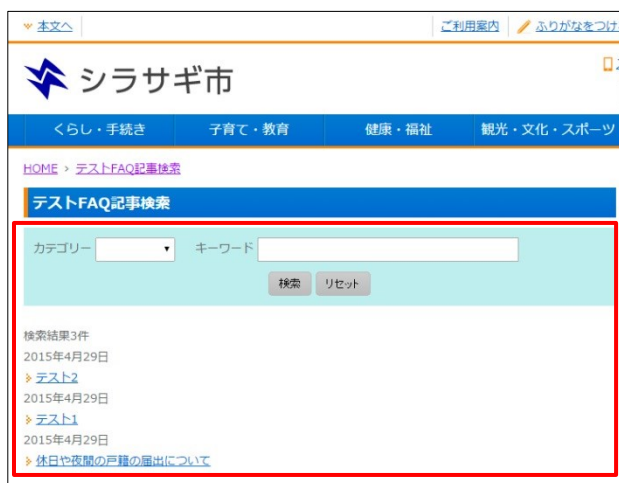 本文へ ご利用案内 ふりがなをつけ
シラサギ市
くらし・手続き 子育て・教育 健康・福祉 観光・文化・スポーツ
HOME > テストFAQ記事検索
テストFAQ記事検索
カテゴリー キーワード
検索 リセット
検索結果3件
2015年4月29日
テスト2
2015年4月29日
テスト1
2015年4月29日
休日や夜間の戸籍の届出について